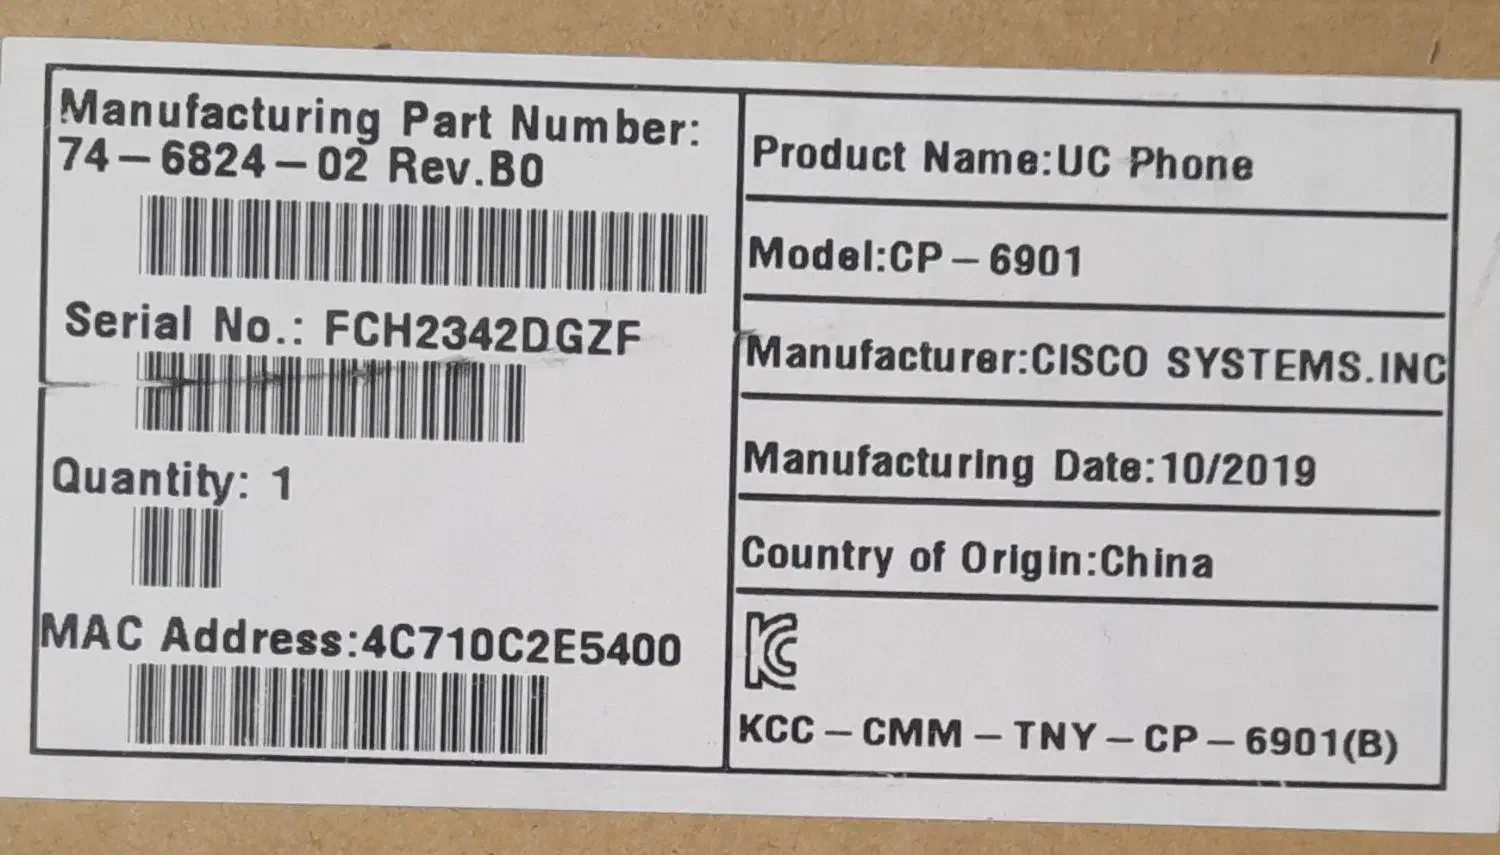 Manufacturing Part Number:
74-6824-02 Rev.B0
Serial No.: FCH2342DGZF
Quantity: 1
MAC Address:4C710C2E5400
Product Name:UC Phone
Model:CP-6901
Manufacturer:CISCO SYSTEMS.INC
Manufacturing Date:10/2019
Country of Origin:China
KC
KCC-CMM-TNY-CP-6901(B)